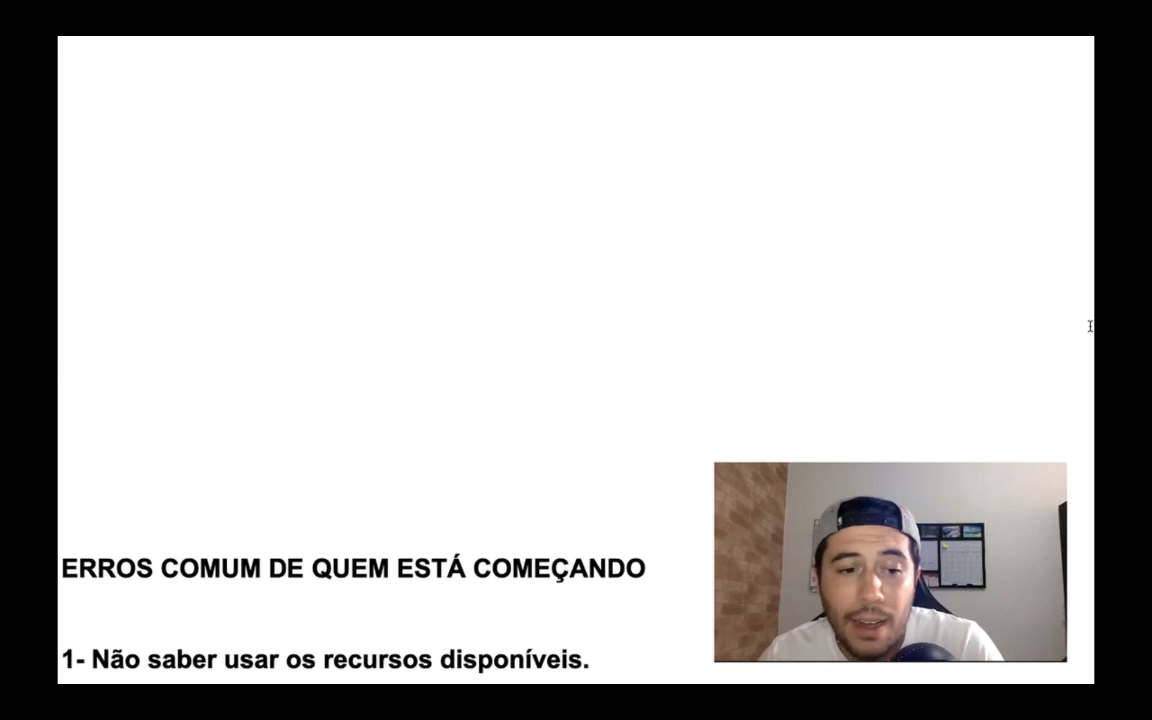 ERROS COMUM DE QUEM ESTÁ COMEÇANDO
1- Não saber usar os recursos disponíveis.